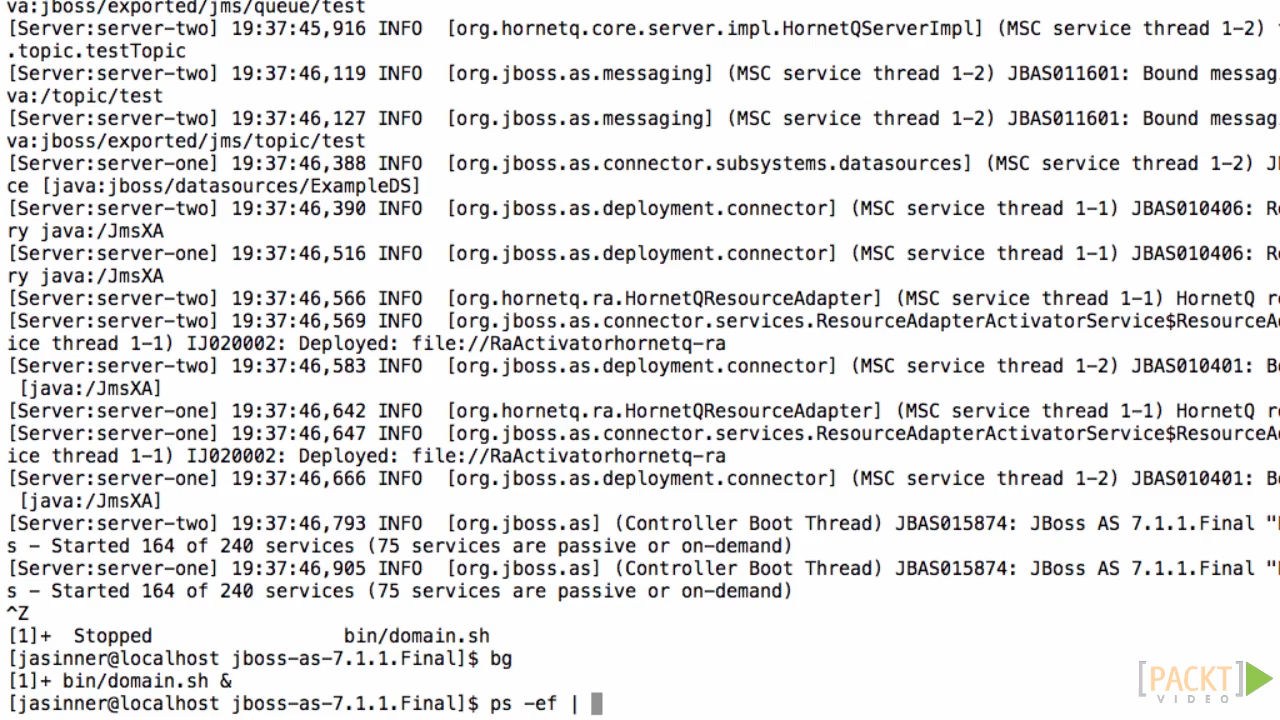 va:jboss/exported/jms/queue/test
[Server:server-two] 19:37:45,916 INFO  [org.hornetq.core.server.impl.HornetQServerImpl] (MSC service thread 1-2)
.topic.testTopic
[Server:server-two] 19:37:46,119 INFO  [org.jboss.as.messaging] (MSC service thread 1-2) JBAS011601: Bound messag
va:/topic/test
[Server:server-two] 19:37:46,127 INFO  [org.jboss.as.messaging] (MSC service thread 1-2) JBAS011601: Bound messag
va:jboss/exported/jms/topic/test
[Server:server-one] 19:37:46,388 INFO  [org.jboss.as.connector.subsystems.datasources] (MSC service thread 1-2) J
ce [java:jboss/datasources/ExampleDS]
[Server:server-two] 19:37:46,390 INFO  [org.jboss.as.deployment.connector] (MSC service thread 1-1) JBAS010406: Re
ry java:/JmsXA
[Server:server-one] 19:37:46,516 INFO  [org.jboss.as.deployment.connector] (MSC service thread 1-1) JBAS010406: Re
ry java:/JmsXA
[Server:server-two] 19:37:46,566 INFO  [org.hornetq.ra.HornetQResourceAdapter] (MSC service thread 1-1) HornetQ re
[Server:server-two] 19:37:46,569 INFO  [org.jboss.as.connector.services.ResourceAdapterActivatorService$ResourceA
ice thread 1-1) IJ020002: Deployed: file://RaActivatorhornetq-ra
[Server:server-two] 19:37:46,583 INFO  [org.jboss.as.deployment.connector] (MSC service thread 1-2) JBAS010401: Bo
 [java:/JmsXA]
[Server:server-one] 19:37:46,642 INFO  [org.hornetq.ra.HornetQResourceAdapter] (MSC service thread 1-1) HornetQ re
[Server:server-one] 19:37:46,647 INFO  [org.jboss.as.connector.services.ResourceAdapterActivatorService$ResourceA
ice thread 1-1) IJ020002: Deployed: file://RaActivatorhornetq-ra
[Server:server-one] 19:37:46,666 INFO  [org.jboss.as.deployment.connector] (MSC service thread 1-2) JBAS010401: Bo
 [java:/JmsXA]
[Server:server-two] 19:37:46,793 INFO  [org.jboss.as] (Controller Boot Thread) JBAS015874: JBoss AS 7.1.1.Final "
s - Started 164 of 240 services (75 services are passive or on-demand)
[Server:server-one] 19:37:46,905 INFO  [org.jboss.as] (Controller Boot Thread) JBAS015874: JBoss AS 7.1.1.Final "
s - Started 164 of 240 services (75 services are passive or on-demand)
^Z
[1]+  Stopped                 bin/domain.sh
[jasinner@localhost jboss-as-7.1.1.Final]$ bg
[1]+ bin/domain.sh &
[jasinner@localhost jboss-as-7.1.1.Final]$ ps -ef |
[PACKT]
VIDEO